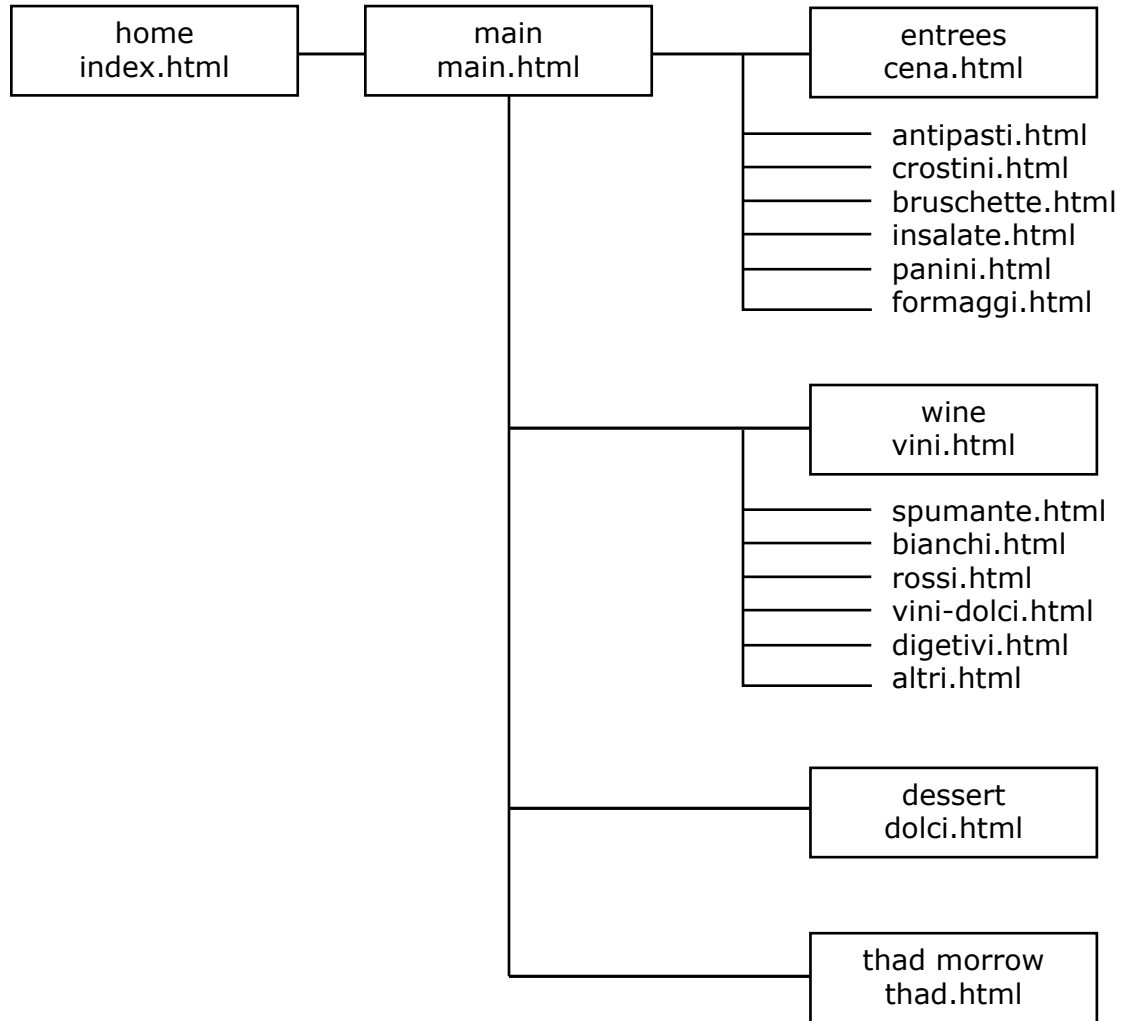 home
index.html
main
main.html
entrees
cena.html
antipasti.html
crostini.html
bruschette.html
insalate.html
panini.html
formaggi.html
wine
vini.html
spumante.html
bianchi.html
rossi.html
vini-dolci.html
digetivi.html
altri.html
dessert
dolci.html
thad morrow
thad.html